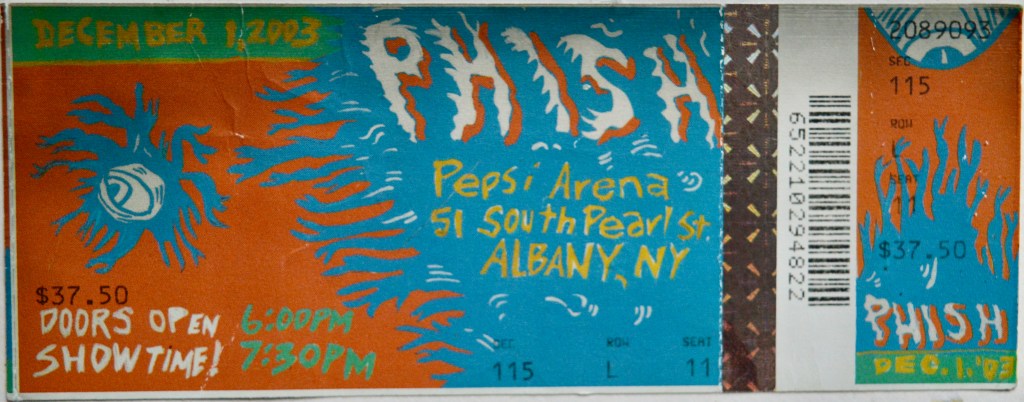 DECEMBER 1, 2003
PHISH
Pepsi Arena
51 South Pearl St.
ALBANY, NY
$37.50
DOORS OPEN 6:00PM
SHOWTIME! 7:30PM
SEC ROW SEAT
115 L 11
652210294822
2089093
SEC
115
ROW
L
SEAT
11
$37.50
PHISH
DEC. 1. '03